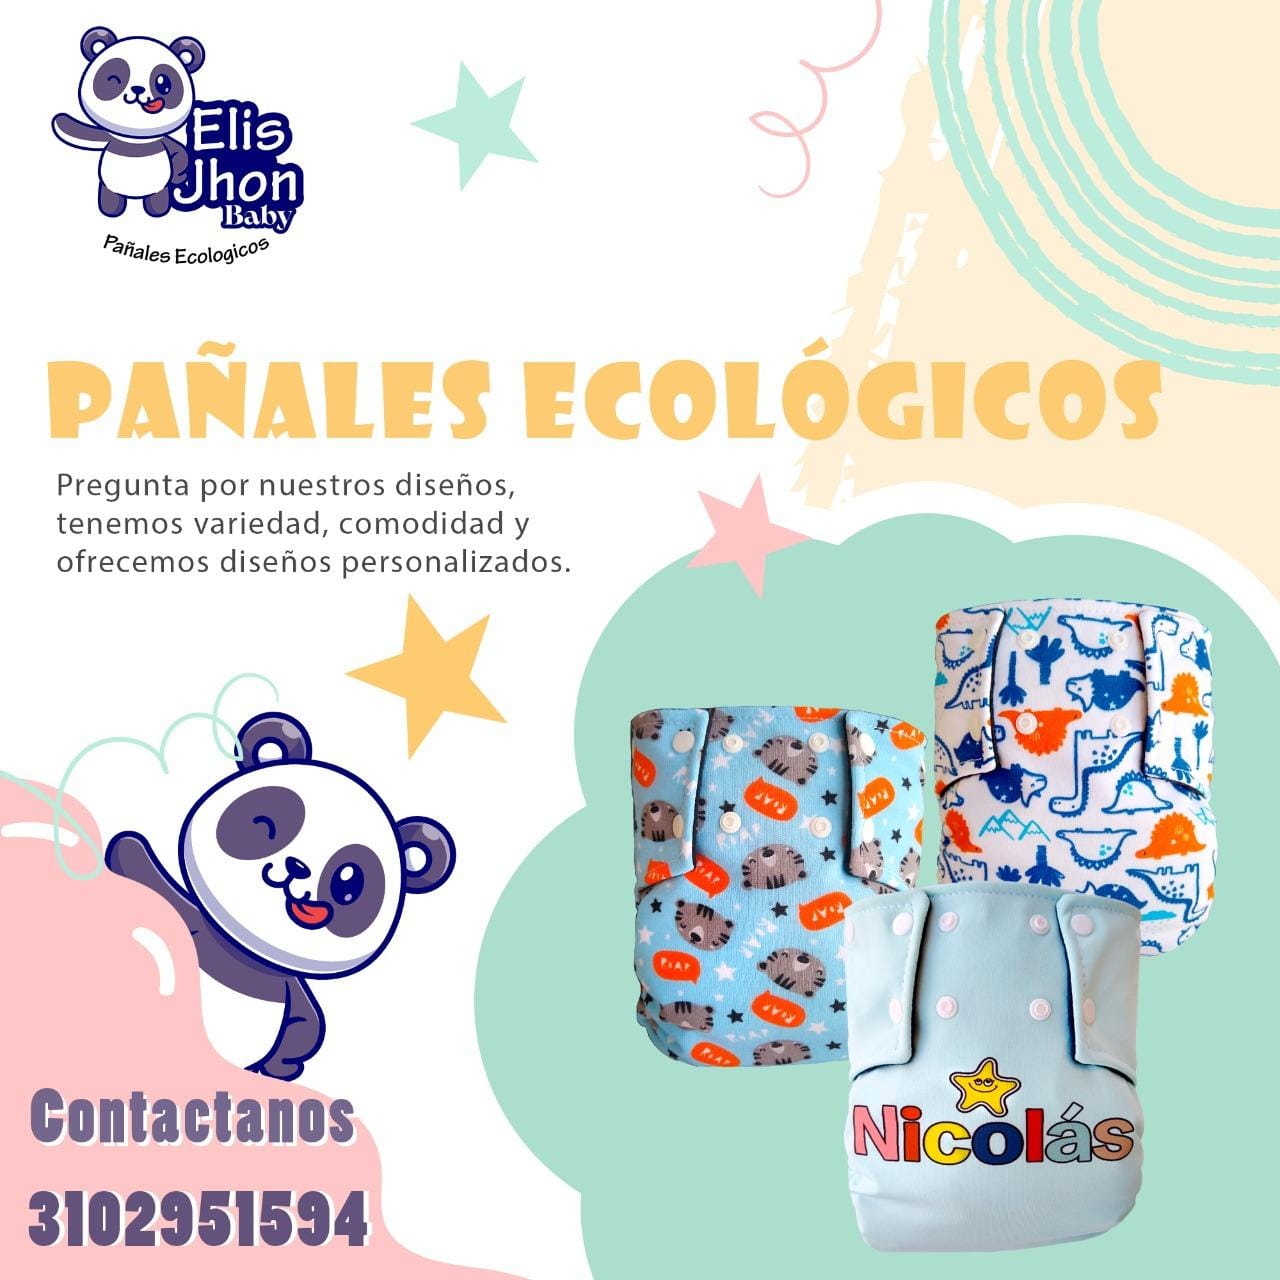 Elis
Jhon
Baby
Pañales Ecologicos
PAÑALES ECOLÓGICOS
Pregunta por nuestros diseños,
tenemos variedad, comodidad y
ofrecemos diseños personalizados.
Nicolás
Contactanos
3102951594